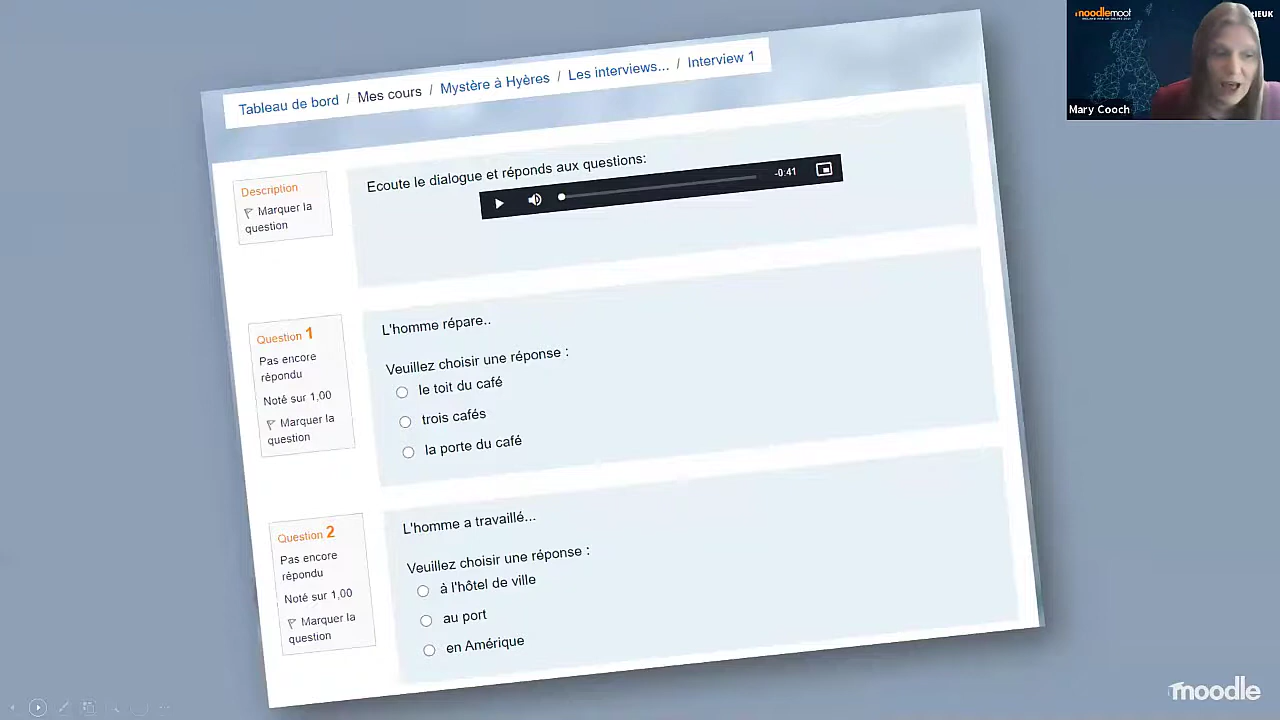 Tableau de bord / Mes cours / Mystère à Hyères / Les interviews... / Interview 1
Description
Marquer la
question
Ecoute le dialogue et réponds aux questions:
-0:41
Question 1
Pas encore
répondu
Noté sur 1,00
Marquer la
question
L'homme répare..
Veuillez choisir une réponse :
le toit du café
trois cafés
la porte du café
Question 2
Pas encore
répondu
Noté sur 1,00
Marquer la
question
L'homme a travaillé...
Veuillez choisir une réponse :
à l'hôtel de ville
au port
en Amérique
moodlemoot
Mary Cooch
moodle